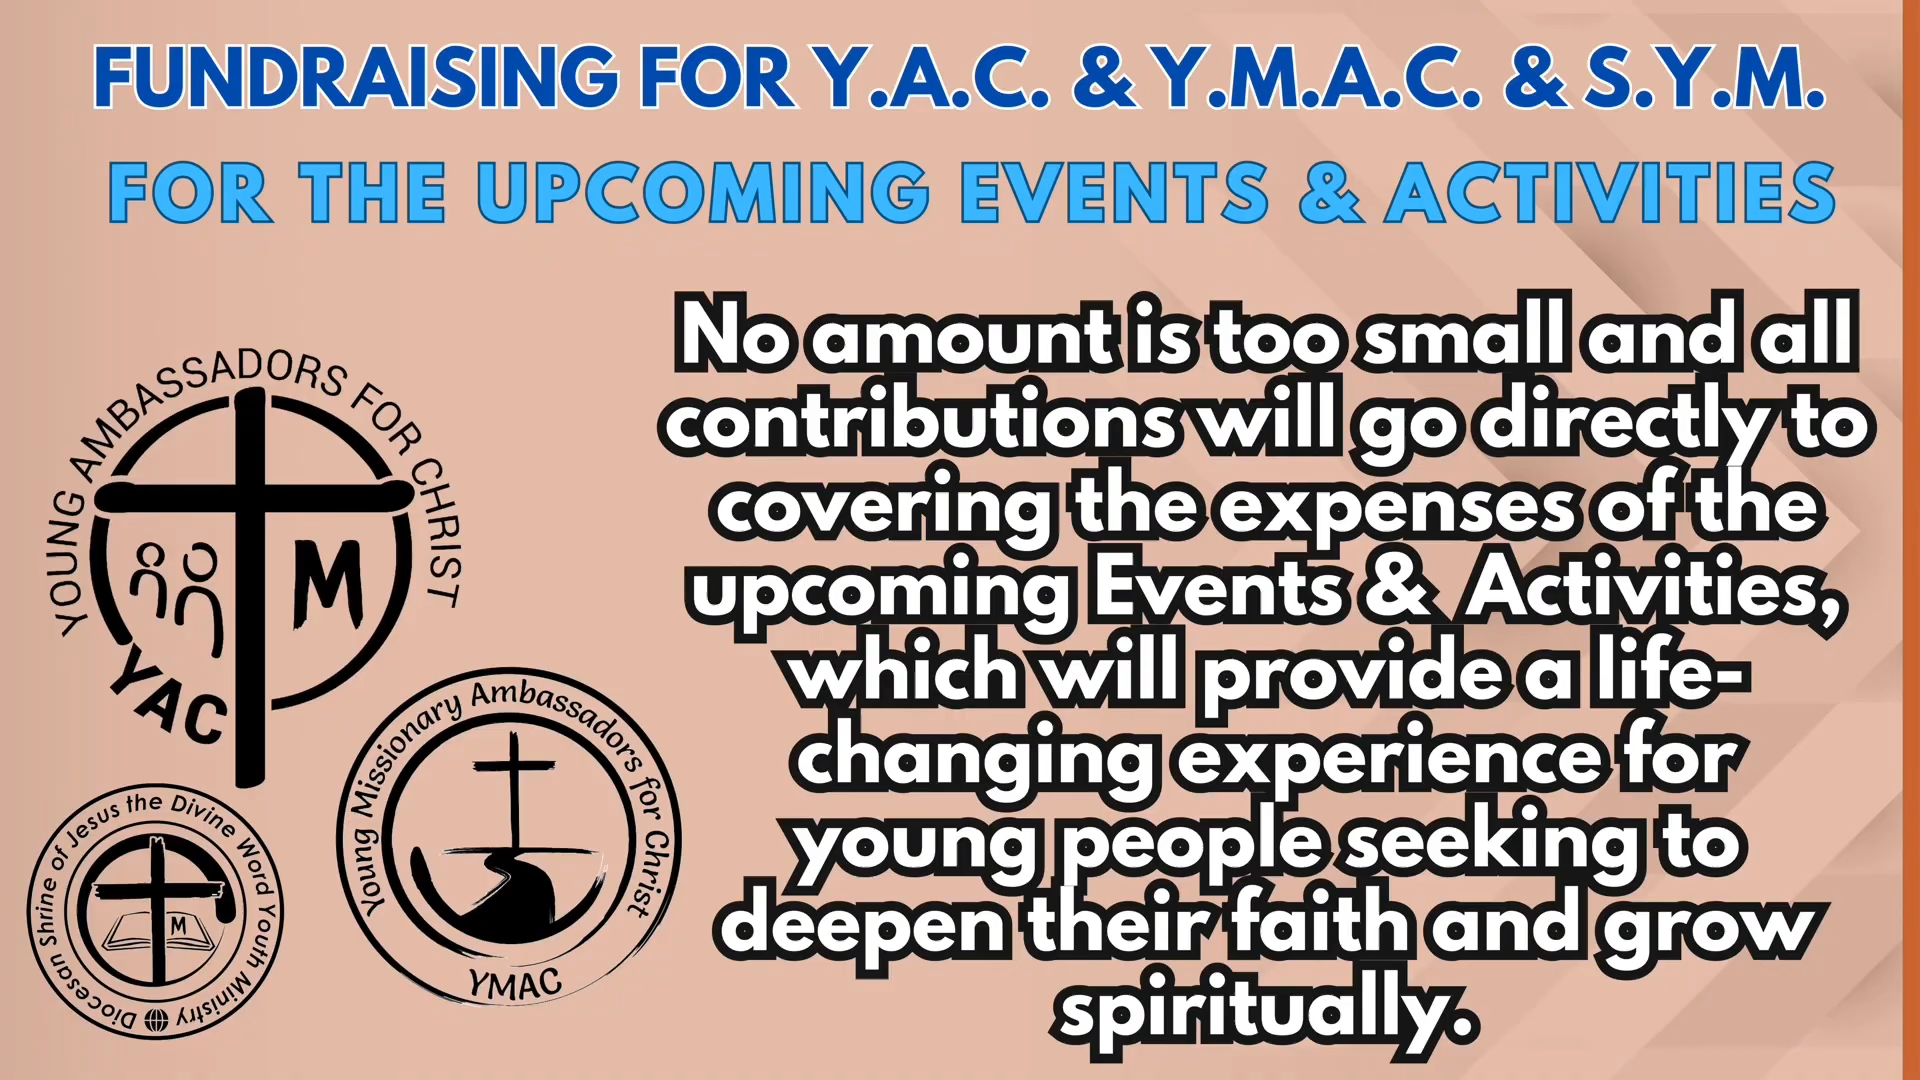 FUNDRAISING FOR Y.A.C. & Y.M.A.C. & S.Y.M.
FOR THE UPCOMING EVENTS & ACTIVITIES
No amount is too small and all
contributions will go directly to
covering the expenses of the
upcoming Events & Activities,
which will provide a life-
changing experience for
young people seeking to
deepen their faith and grow
spiritually.
YOUNG AMBASSADORS FOR CHRIST
M
YAC
Young Missionary Ambassadors for Christ
YMAC
Diocesan Shrine of Jesus the Divine Word Youth Ministry
M
M